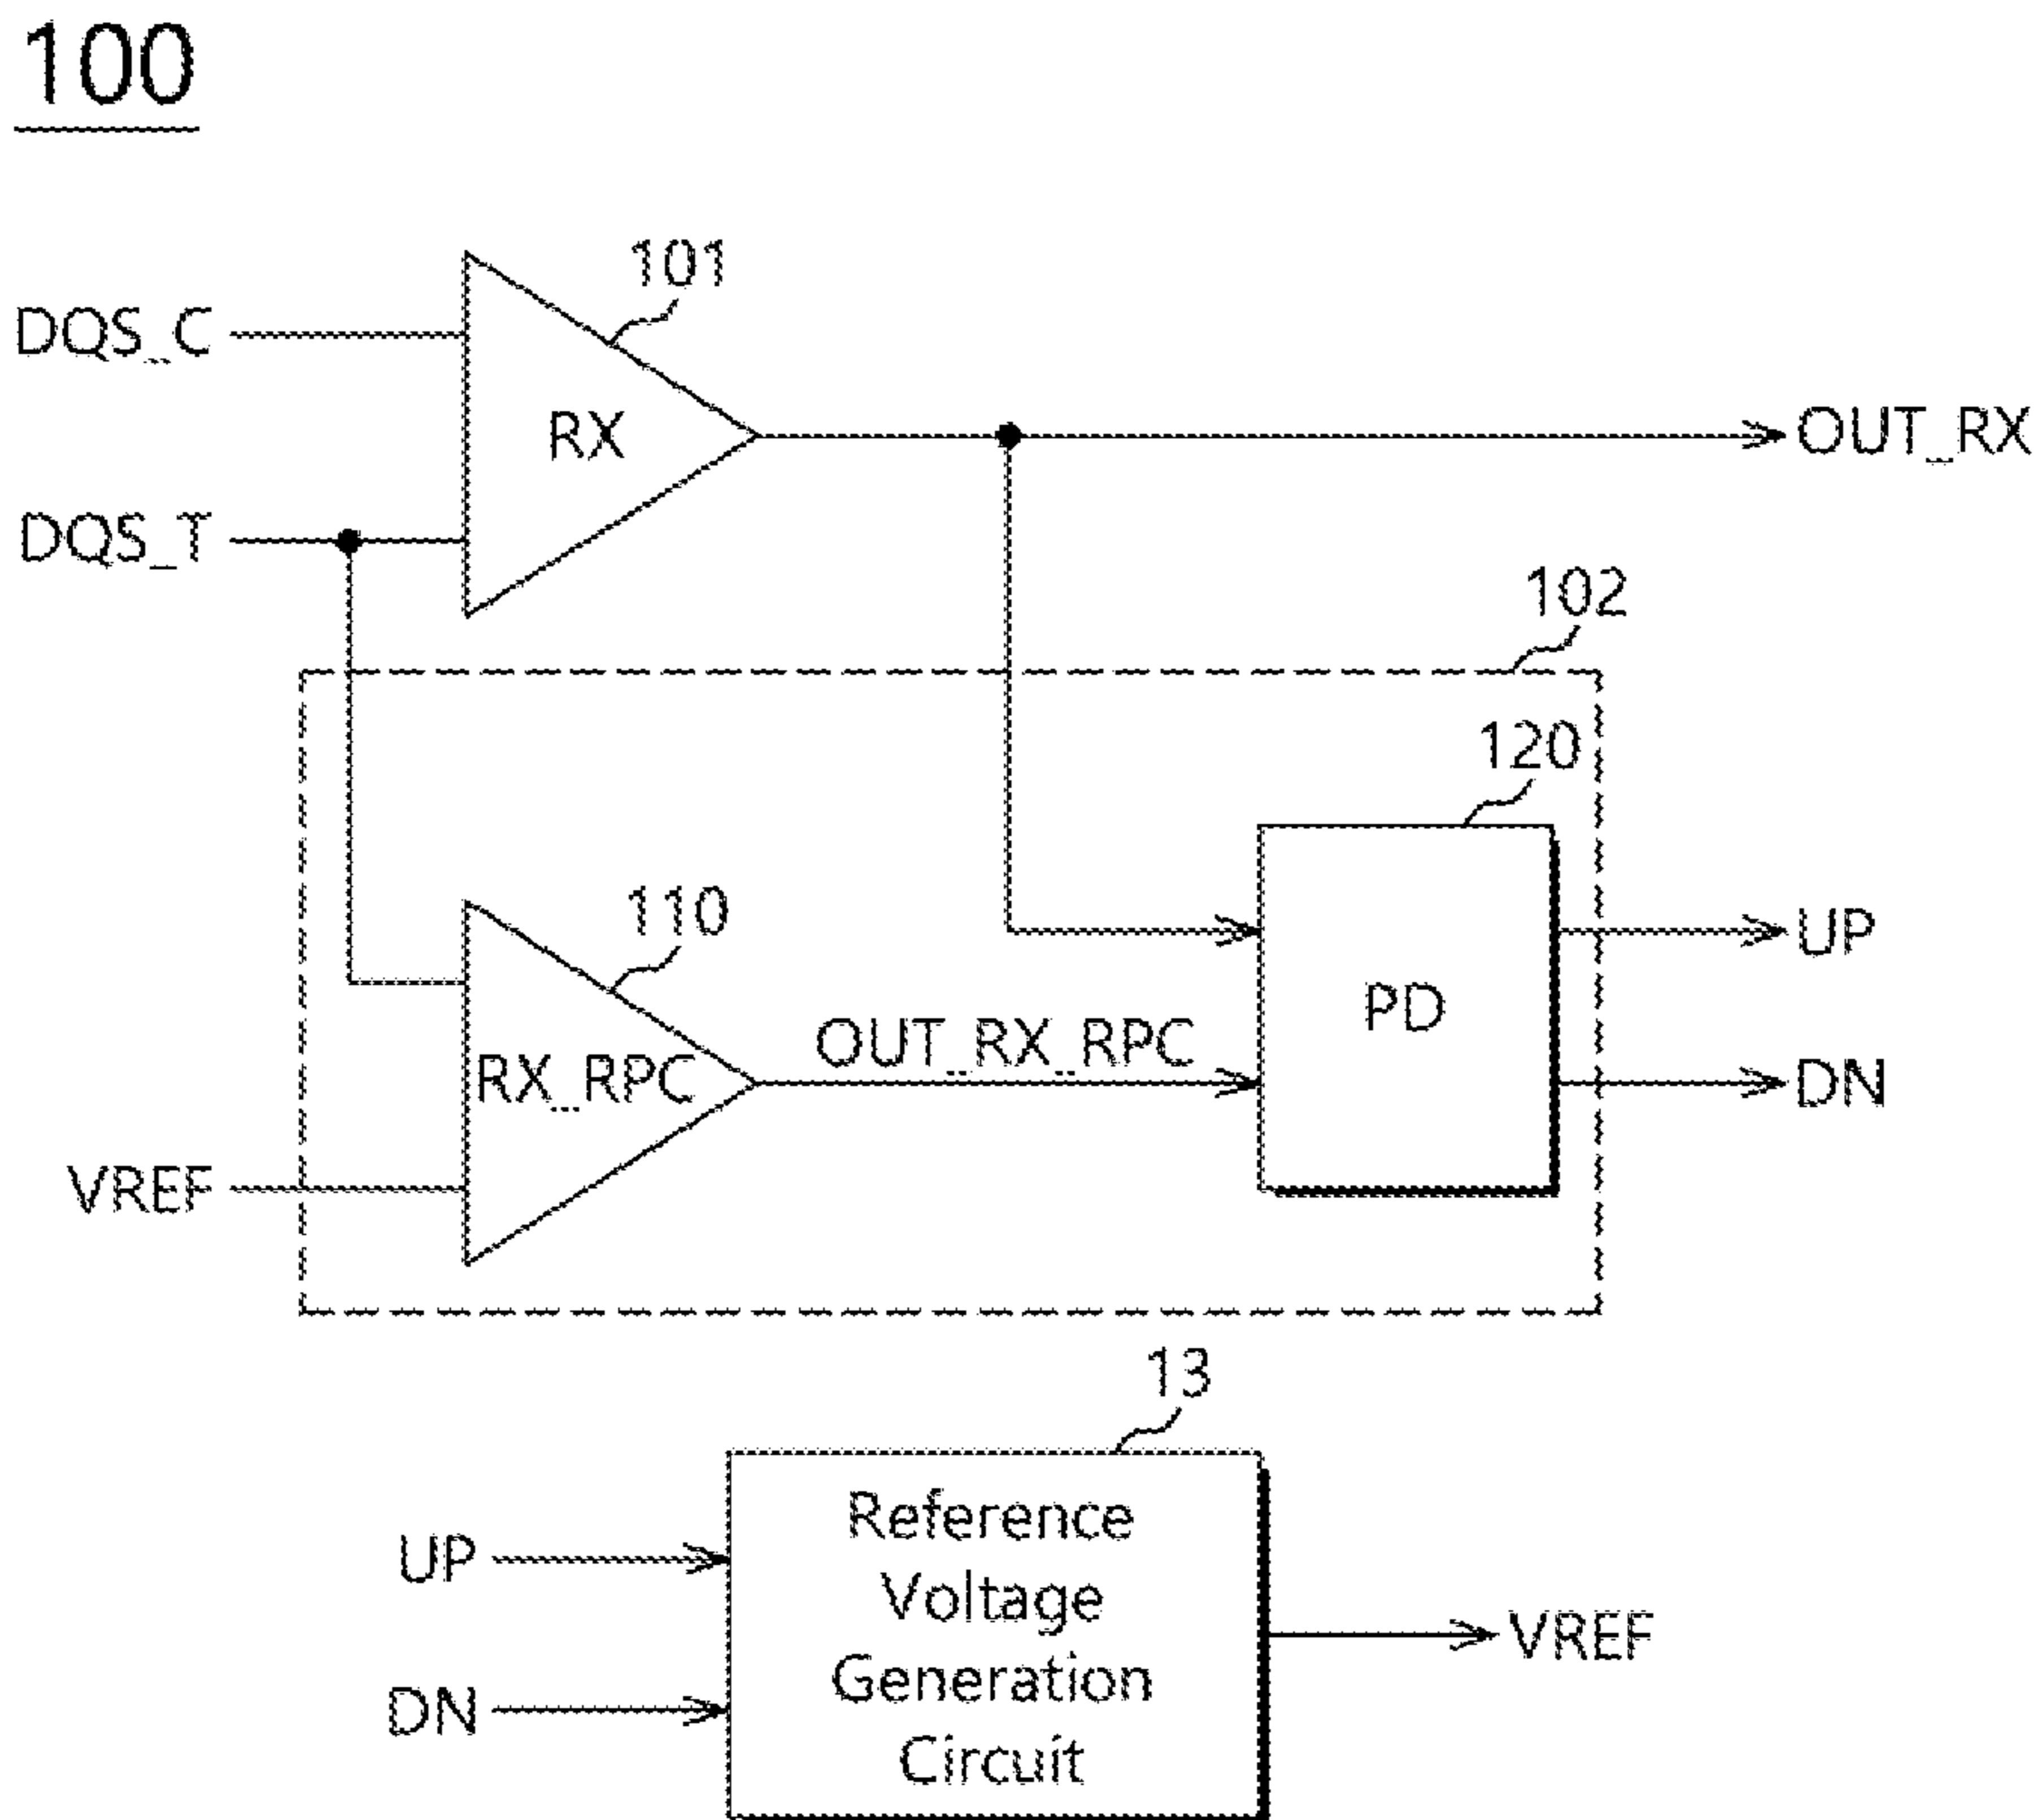 100
101
DQS_C
RX
OUT_RX
DQS_T
102
120
110
UP
PD
OUT_RX_RPC
RX_RPC
DN
VREF
13
Reference
Voltage
Generation
Circuit
UP
DN
VREF